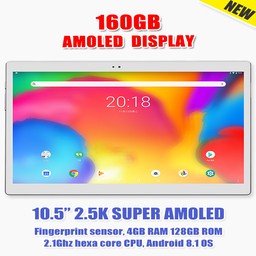 NEW
160GB
AMOLED DISPLAY
20:18
10.5” 2.5K SUPER AMOLED
Fingerprint sensor, 4GB RAM 128GB ROM
2.1Ghz hexa core CPU, Android 8.1 OS